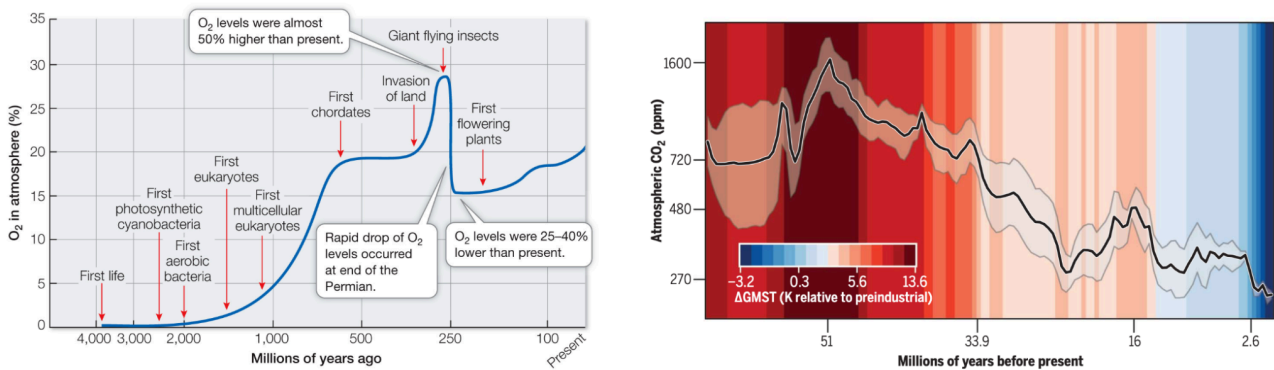 35
30
25
20
15
10
5
0
O₂ in atmosphere (%)
O₂ levels were almost
50% higher than present.
Giant flying insects
Invasion
of land
First
chordates
First
flowering
plants
First
eukaryotes
First
photosynthetic
cyanobacteria
First
multicellular
eukaryotes
First
aerobic
bacteria
First life
Rapid drop of O₂
levels occurred
at end of the
Permian.
O₂ levels were 25–40%
lower than present.
4,000 3,000 2,000 1,000 500 250 100 Present
Millions of years ago
1600
720
480
270
Atmospheric CO₂ (ppm)
−3.2 0.3 5.6 13.6
ΔGMST (K relative to preindustrial)
51 33.9 16 2.6
Millions of years before present